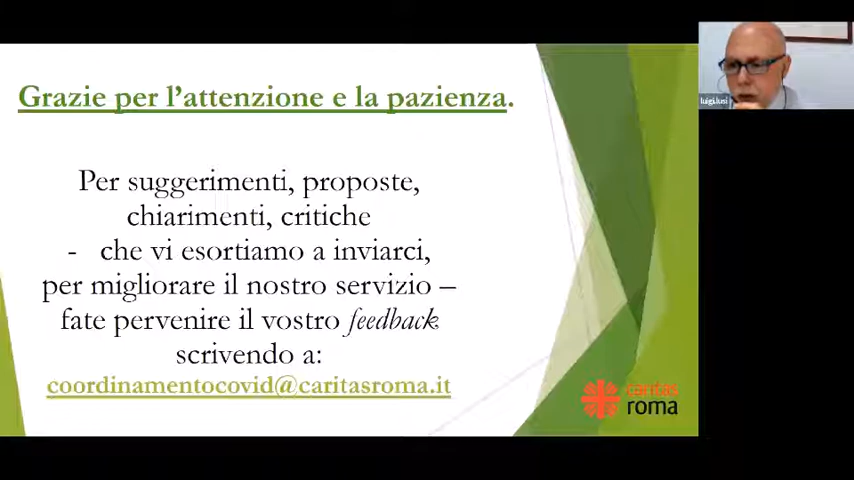 Grazie per l'attenzione e la pazienza.
Per suggerimenti, proposte,
chiarimenti, critiche
- che vi esortiamo a inviarci,
per migliorare il nostro servizio –
fate pervenire il vostro feedback
scrivendo a:
coordinamentocovid@caritasroma.it
caritas
roma
luigi.lusi